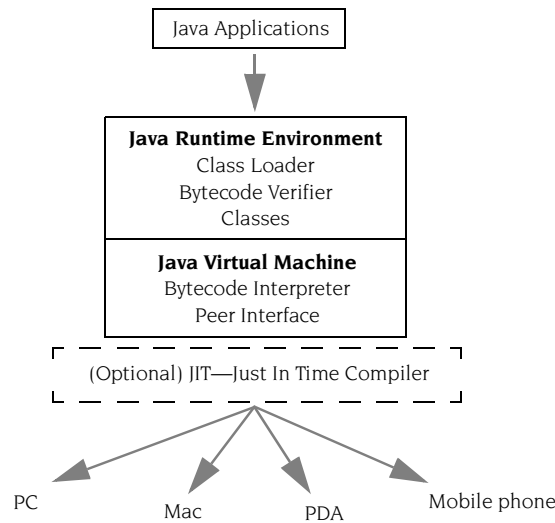 Java Applications
Java Runtime Environment
Class Loader
Bytecode Verifier
Classes
Java Virtual Machine
Bytecode Interpreter
Peer Interface
(Optional) JIT—Just In Time Compiler
PC
Mac
PDA
Mobile phone